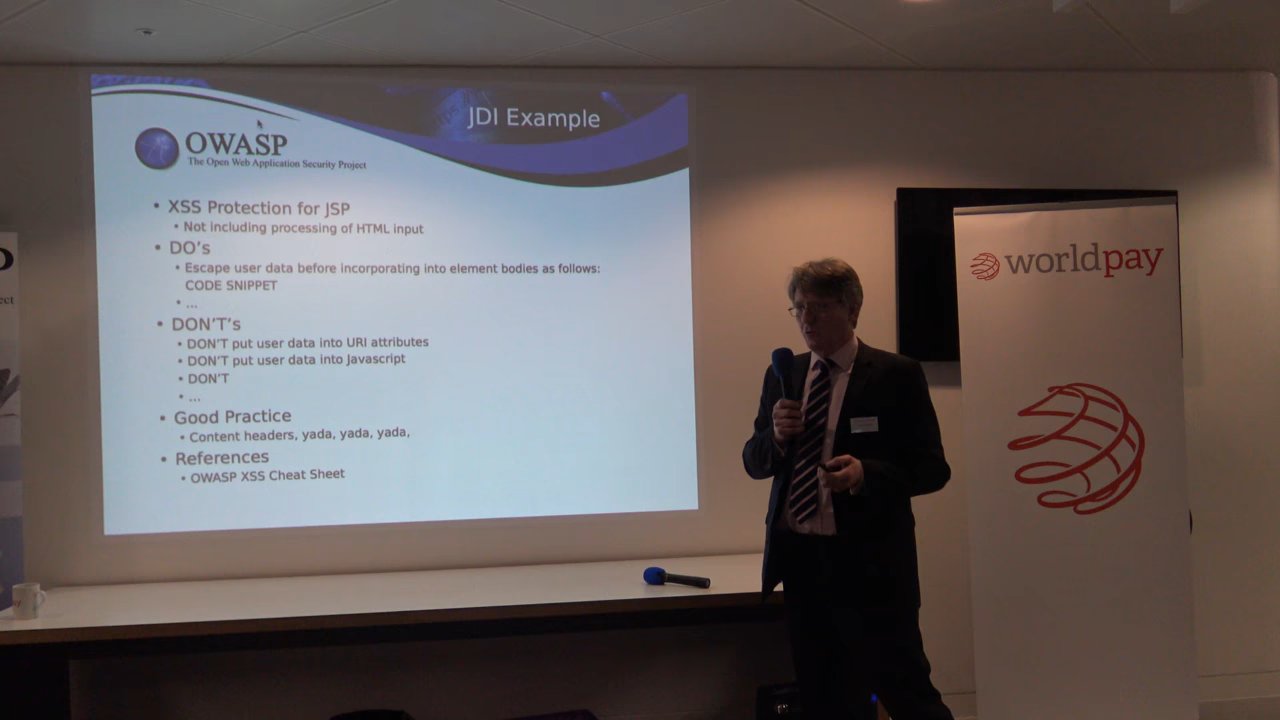 JDI Example
OWASP
The Open Web Application Security Project
• XSS Protection for JSP
• Not including processing of HTML input
• DO's
• Escape user data before incorporating into element bodies as follows:
CODE SNIPPET
• ...
• DON'T's
• DON'T put user data into URI attributes
• DON'T put user data into Javascript
• DON'T
• ...
• Good Practice
• Content headers, yada, yada, yada,
• References
• OWASP XSS Cheat Sheet
worldpay